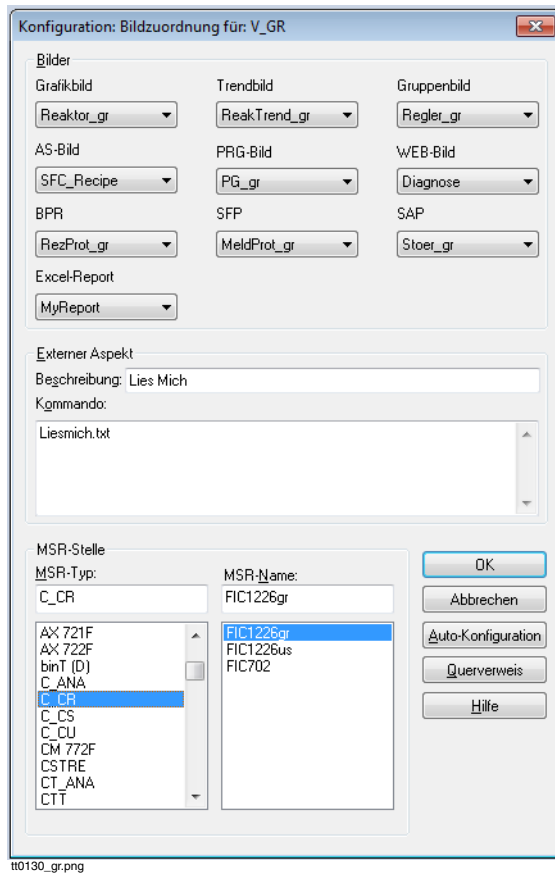 Konfiguration: Bildzuordnung für: V_GR
Bilder
Grafikbild Trendbild Gruppenbild
Reaktor_gr ReakTrend_gr Regler_gr
AS-Bild PRG-Bild WEB-Bild
SFC_Recipe PG_gr Diagnose
BPR SFP SAP
RezProt_gr MeldProt_gr Stoer_gr
Excel-Report
MyReport
Externer Aspekt
Beschreibung: Lies Mich
Kommando:
Liesmich.txt
MSR-Stelle
MSR-Typ: MSR-Name:
C_CR FIC1226gr
AX 721F
AX 722F
binT (D)
C_ANA
C_CR
C_CS
C_CU
CM 772F
CSTRE
CT_ANA
CTT
FIC1226gr
FIC1226us
FIC702
OK
Abbrechen
Auto-Konfiguration
Querverweis
Hilfe
tt0130_gr.png